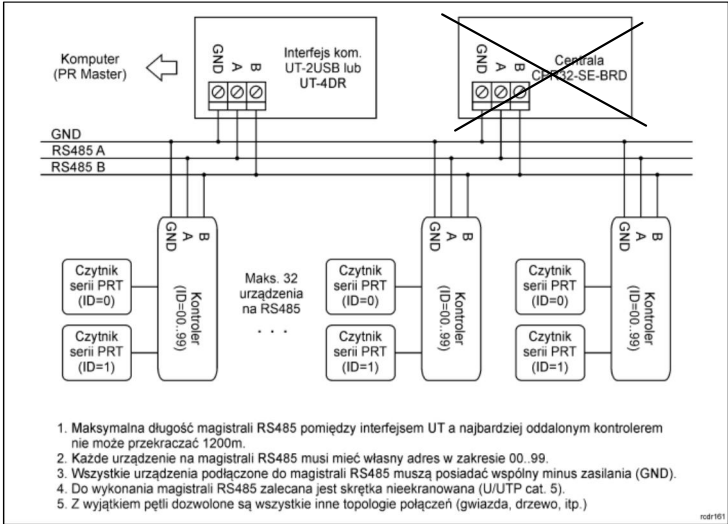 Komputer
(PR Master)
GND
A
B
Interfejs kom.
UT-2USB lub
UT-4DR
GND
A
B
Centrala
CPR32-SE-BRD
GND
RS485 A
RS485 B
GND
A
B
Kontroler
(ID=00..99)
Czytnik
serii PRT
(ID=0)
Czytnik
serii PRT
(ID=1)
Maks. 32
urządzenia
na RS485
. . .
GND
A
B
Kontroler
(ID=00..99)
Czytnik
serii PRT
(ID=0)
Czytnik
serii PRT
(ID=1)
GND
A
B
Kontroler
(ID=00..99)
Czytnik
serii PRT
(ID=0)
Czytnik
serii PRT
(ID=1)
1. Maksymalna długość magistrali RS485 pomiędzy interfejsem UT a najbardziej oddalonym kontrolerem
nie może przekraczać 1200m.
2. Każde urządzenie na magistrali RS485 musi mieć własny adres w zakresie 00..99.
3. Wszystkie urządzenia podłączone do magistrali RS485 muszą posiadać wspólny minus zasilania (GND).
4. Do wykonania magistrali RS485 zalecana jest skrętka nieekranowana (U/UTP cat. 5).
5. Z wyjątkiem pętli dozwolone są wszystkie inne topologie połączeń (gwiazda, drzewo, itp.)
rcdr161